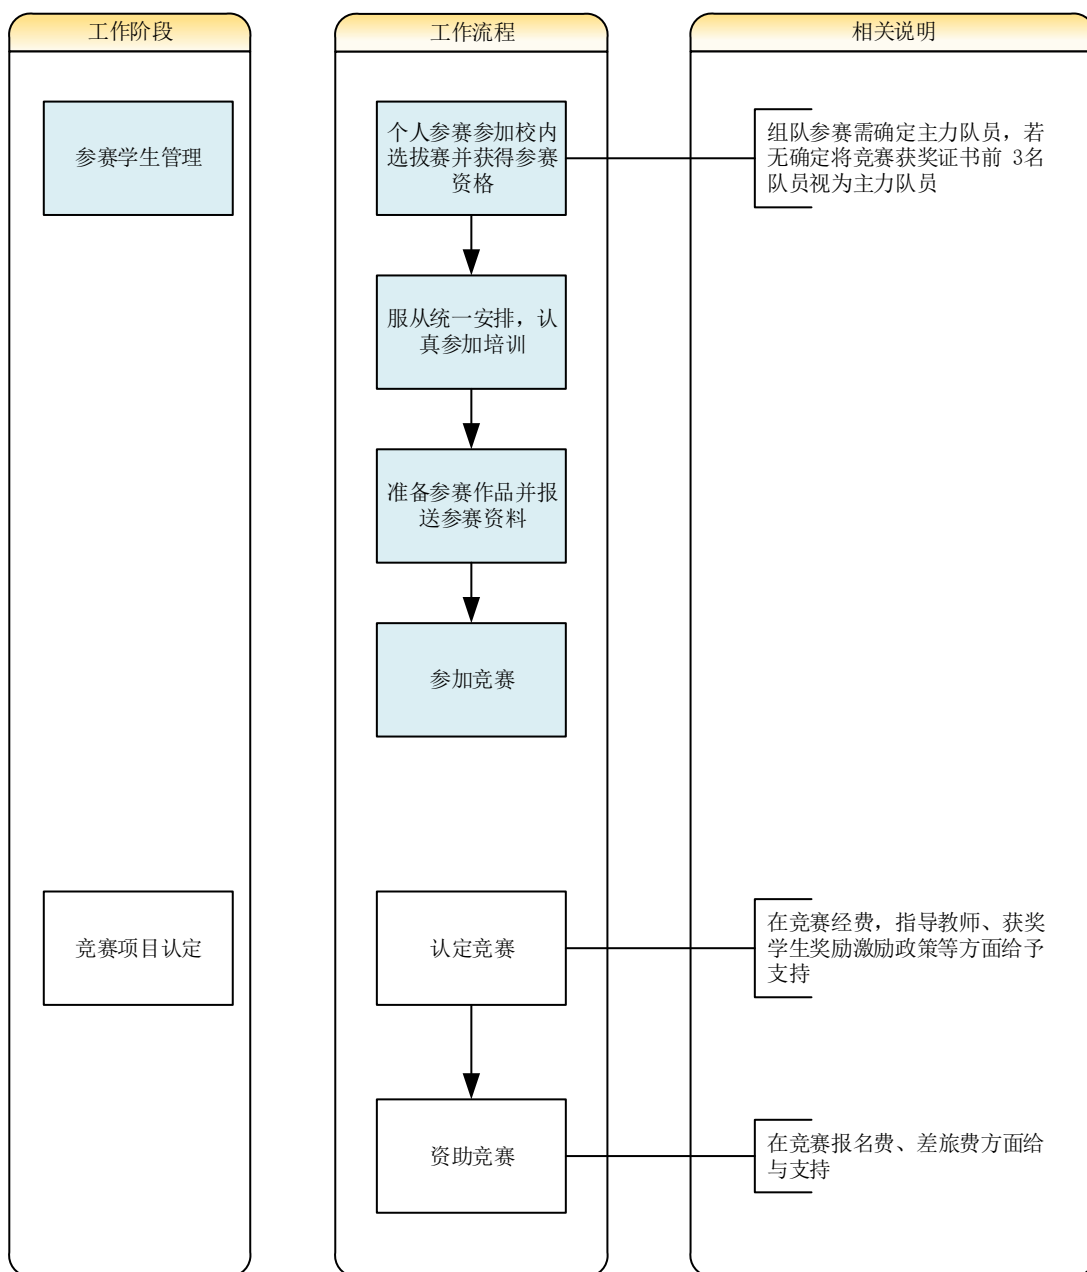 工作阶段
工作流程
相关说明
参赛学生管理
个人参赛参加校内
选拔赛并获得参赛
资格
组队参赛需确定主力队员，若
无确定将竞赛获奖证书前 3名
队员视为主力队员
服从统一安排，认
真参加培训
准备参赛作品并报
送参赛资料
参加竞赛
竞赛项目认定
认定竞赛
在竞赛经费，指导教师、获奖
学生奖励激励政策等方面给予
支持
资助竞赛
在竞赛报名费、差旅费方面给
与支持